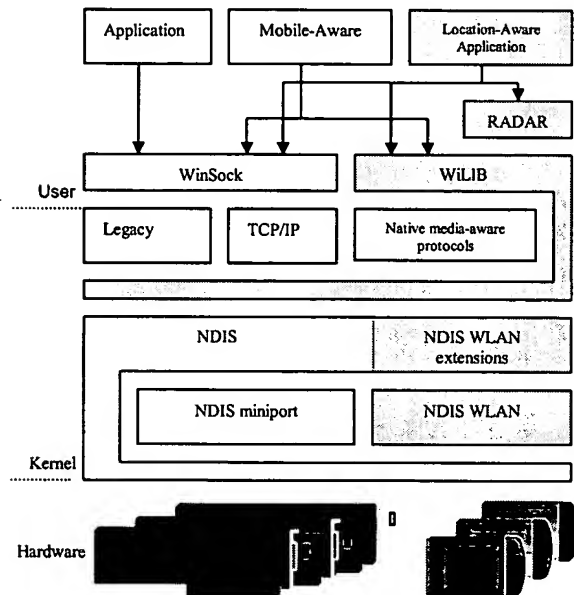 Application
Mobile-Aware
Location-Aware
Application
RADAR
WinSock
WiLIB
User
Legacy
TCP/IP
Native media-aware
protocols
NDIS
NDIS WLAN
extensions
NDIS miniport
NDIS WLAN
Kernel
Hardware